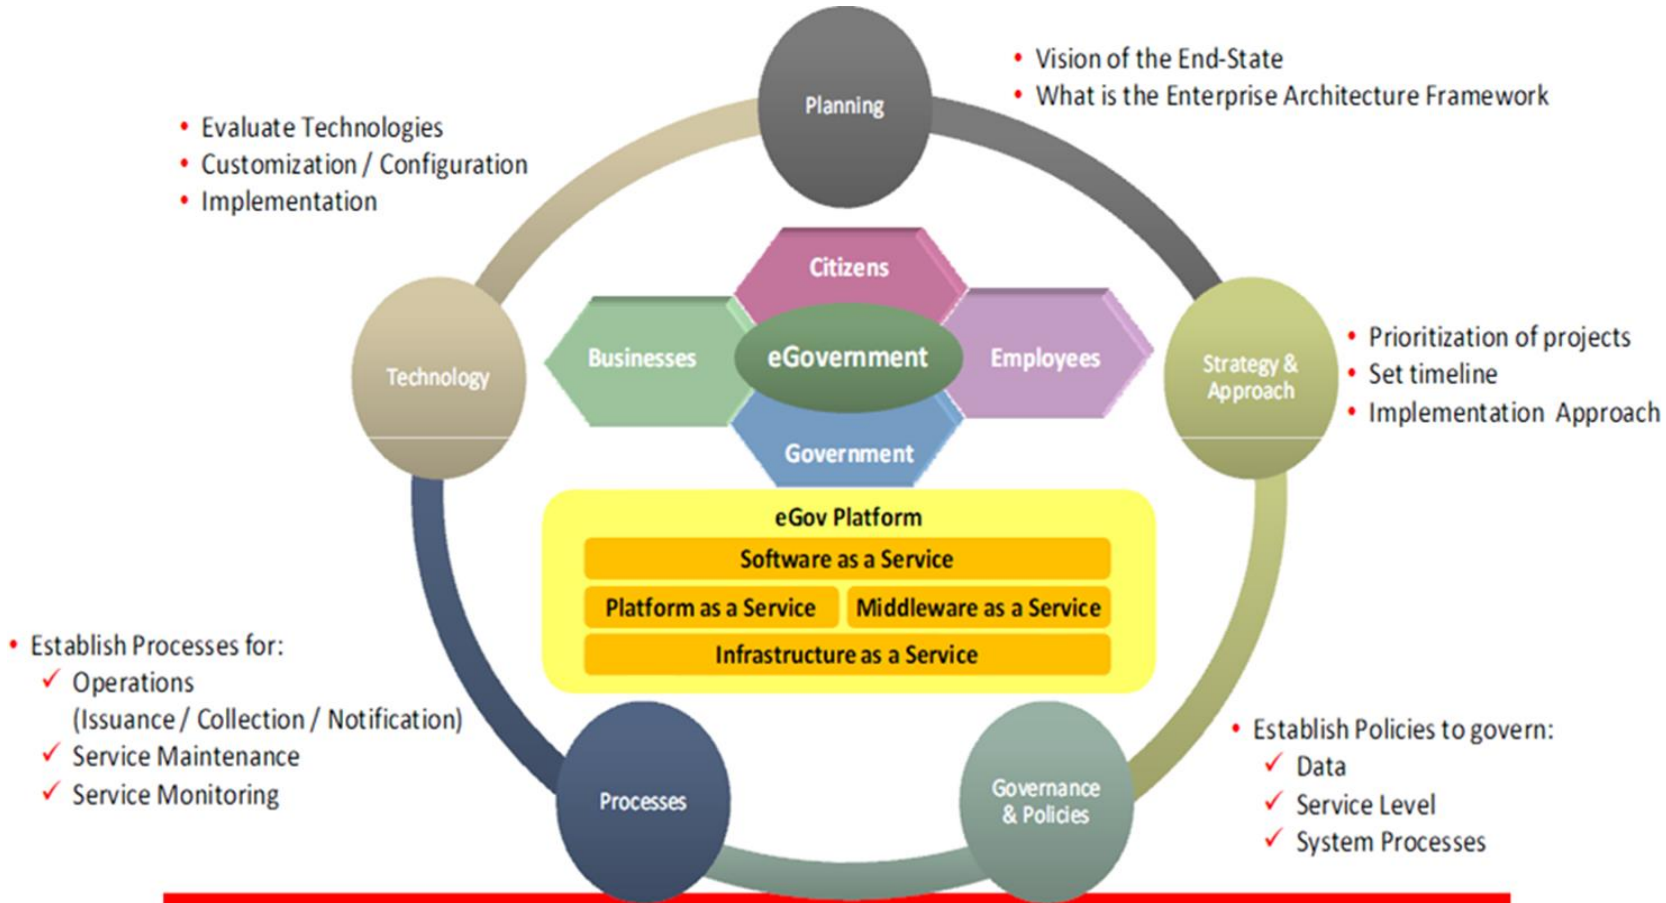 Planning
• Vision of the End-State
• What is the Enterprise Architecture Framework
• Evaluate Technologies
• Customization / Configuration
• Implementation
Citizens
Businesses
eGovernment
Employees
Government
Technology
Strategy &
Approach
• Prioritization of projects
• Set timeline
• Implementation Approach
eGov Platform
Software as a Service
Platform as a Service
Middleware as a Service
Infrastructure as a Service
• Establish Processes for:
✓ Operations
(Issuance / Collection / Notification)
✓ Service Maintenance
✓ Service Monitoring
Processes
Governance
& Policies
• Establish Policies to govern:
✓ Data
✓ Service Level
✓ System Processes